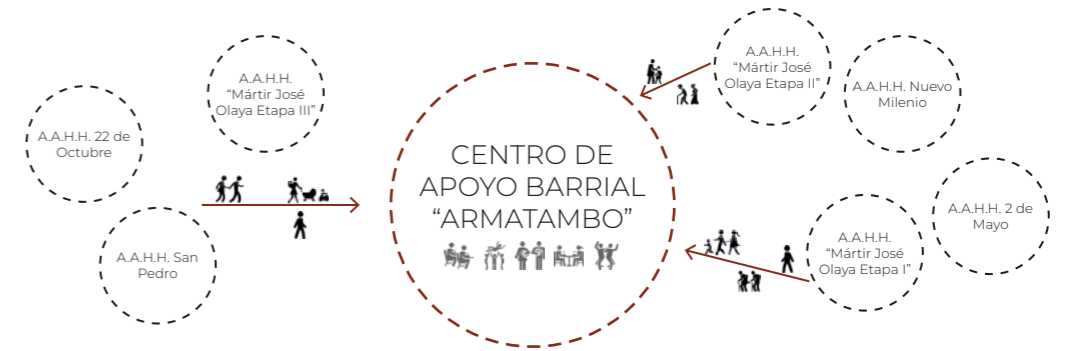 A.A.H.H. 22 de
Octubre
A.A.H.H.
“Mártir José
Olaya Etapa III”
A.A.H.H. San
Pedro
CENTRO DE
APOYO BARRIAL
“ARMATAMBO”
A.A.H.H.
“Mártir José
Olaya Etapa II”
A.A.H.H. Nuevo
Milenio
A.A.H.H. 2 de
Mayo
A.A.H.H.
“Mártir José
Olaya Etapa I”